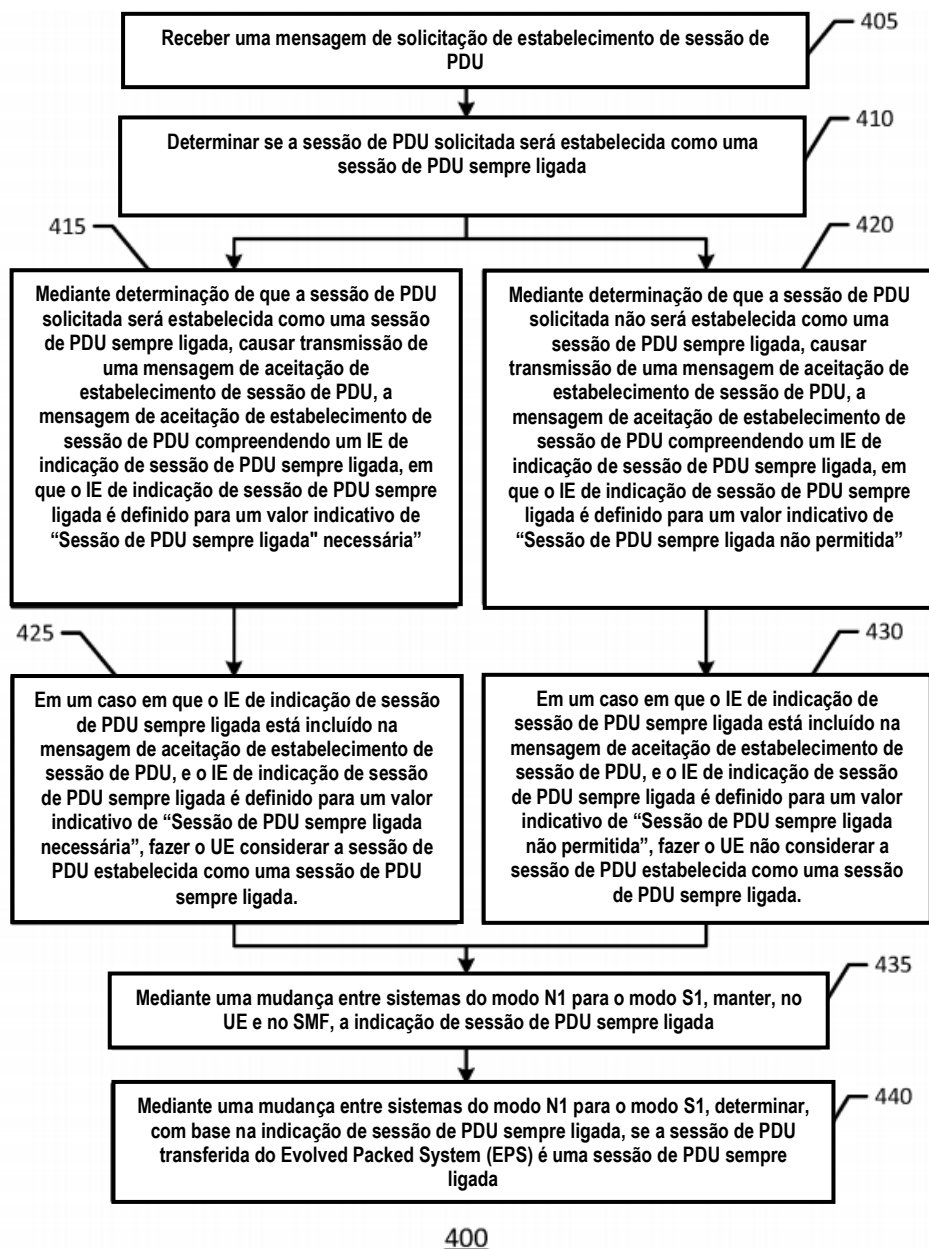 Receber uma mensagem de solicitação de estabelecimento de sessão de
PDU
405
Determinar se a sessão de PDU solicitada será estabelecida como uma
sessão de PDU sempre ligada
410
415
Mediante determinação de que a sessão de PDU
solicitada será estabelecida como uma sessão
de PDU sempre ligada, causar transmissão de
uma mensagem de aceitação de
estabelecimento de sessão de PDU, a
mensagem de aceitação de estabelecimento de
sessão de PDU compreendendo um IE de
indicação de sessão de PDU sempre ligada, em
que o IE de indicação de sessão de PDU sempre
ligada é definido para um valor indicativo de
“Sessão de PDU sempre ligada" necessária”
420
Mediante determinação de que a sessão de PDU
solicitada não será estabelecida como uma
sessão de PDU sempre ligada, causar
transmissão de uma mensagem de aceitação de
estabelecimento de sessão de PDU, a
mensagem de aceitação de estabelecimento de
sessão de PDU compreendendo um IE de
indicação de sessão de PDU sempre ligada, em
que o IE de indicação de sessão de PDU sempre
ligada é definido para um valor indicativo de
“Sessão de PDU sempre ligada não permitida”
425
Em um caso em que o IE de indicação de sessão
de PDU sempre ligada está incluído na
mensagem de aceitação de estabelecimento de
sessão de PDU, e o IE de indicação de sessão
de PDU sempre ligada é definido para um valor
indicativo de “Sessão de PDU sempre ligada
necessária”, fazer o UE considerar a sessão de
PDU estabelecida como uma sessão de PDU
sempre ligada.
430
Em um caso em que o IE de indicação de
sessão de PDU sempre ligada está incluído na
mensagem de aceitação de estabelecimento de
sessão de PDU, e o IE de indicação de sessão
de PDU sempre ligada é definido para um valor
indicativo de “Sessão de PDU sempre ligada
não permitida”, fazer o UE não considerar a
sessão de PDU estabelecida como uma sessão
de PDU sempre ligada.
435
Mediante uma mudança entre sistemas do modo N1 para o modo S1, manter, no
UE e no SMF, a indicação de sessão de PDU sempre ligada
440
Mediante uma mudança entre sistemas do modo N1 para o modo S1, determinar,
com base na indicação de sessão de PDU sempre ligada, se a sessão de PDU
transferida do Evolved Packed System (EPS) é uma sessão de PDU sempre
ligada
400